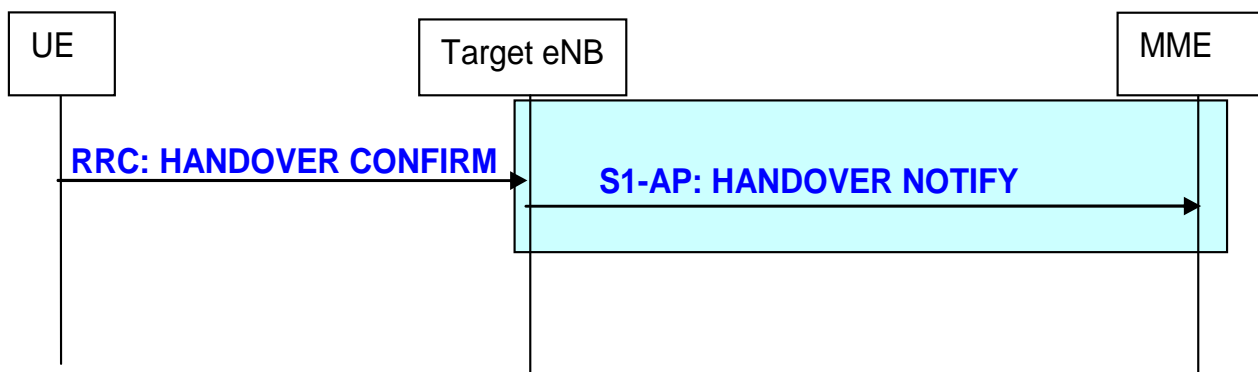 UE
Target eNB
MME
RRC: HANDOVER CONFIRM
S1-AP: HANDOVER NOTIFY